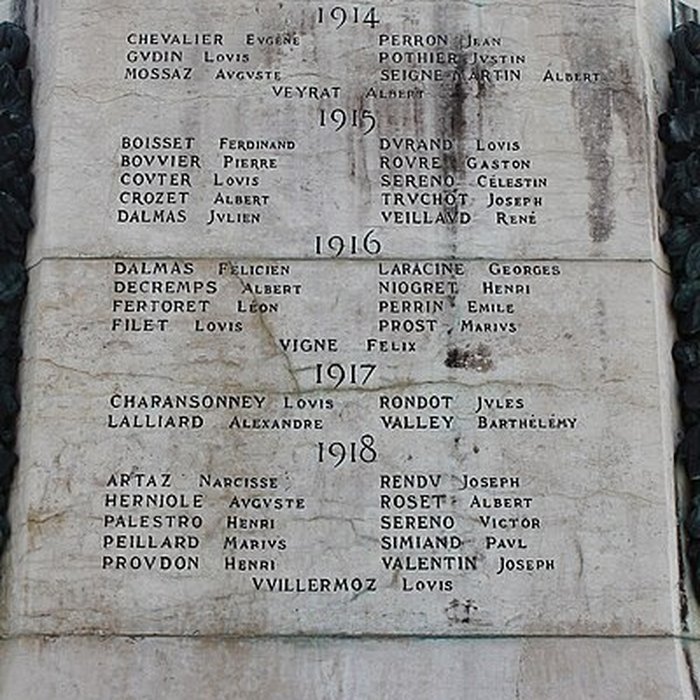 1914
CHEVALIER EVGÈNE PERRON JEAN
GVDIN LOVIS POTHIER JVSTIN
MOSSAZ AVGVSTE SEIGNE MARTIN ALBERT
VEYRAT ALBERT
1915
BOISSET FERDINAND DVRAND LOVIS
BOVVIER PIERRE ROVRE GASTON
COVTER LOVIS SERENO CÉLESTIN
CROZET ALBERT TRVCHOT JOSEPH
DALMAS JVLIEN VEILLAVD RENÉ
1916
DALMAS FÉLICIEN LARACINE GEORGES
DECREMPS ALBERT NIOGRET HENRI
FERTORET LÉON PERRIN EMILE
FILET LOVIS PROST MARIVS
VIGNE FELIX
1917
CHARANSONNEY LOVIS RONDOT JVLES
LALLIARD ALEXANDRE VALLEY BARTHÉLÉMY
1918
ARTAZ NARCISSE RENDV JOSEPH
HERNIOLE AVGVSTE ROSET ALBERT
PALESTRO HENRI SERENO VICTOR
PEILLARD MARIVS SIMIAND PAVL
PROVDON HENRI VALENTIN JOSEPH
VVILLERMOZ LOVIS